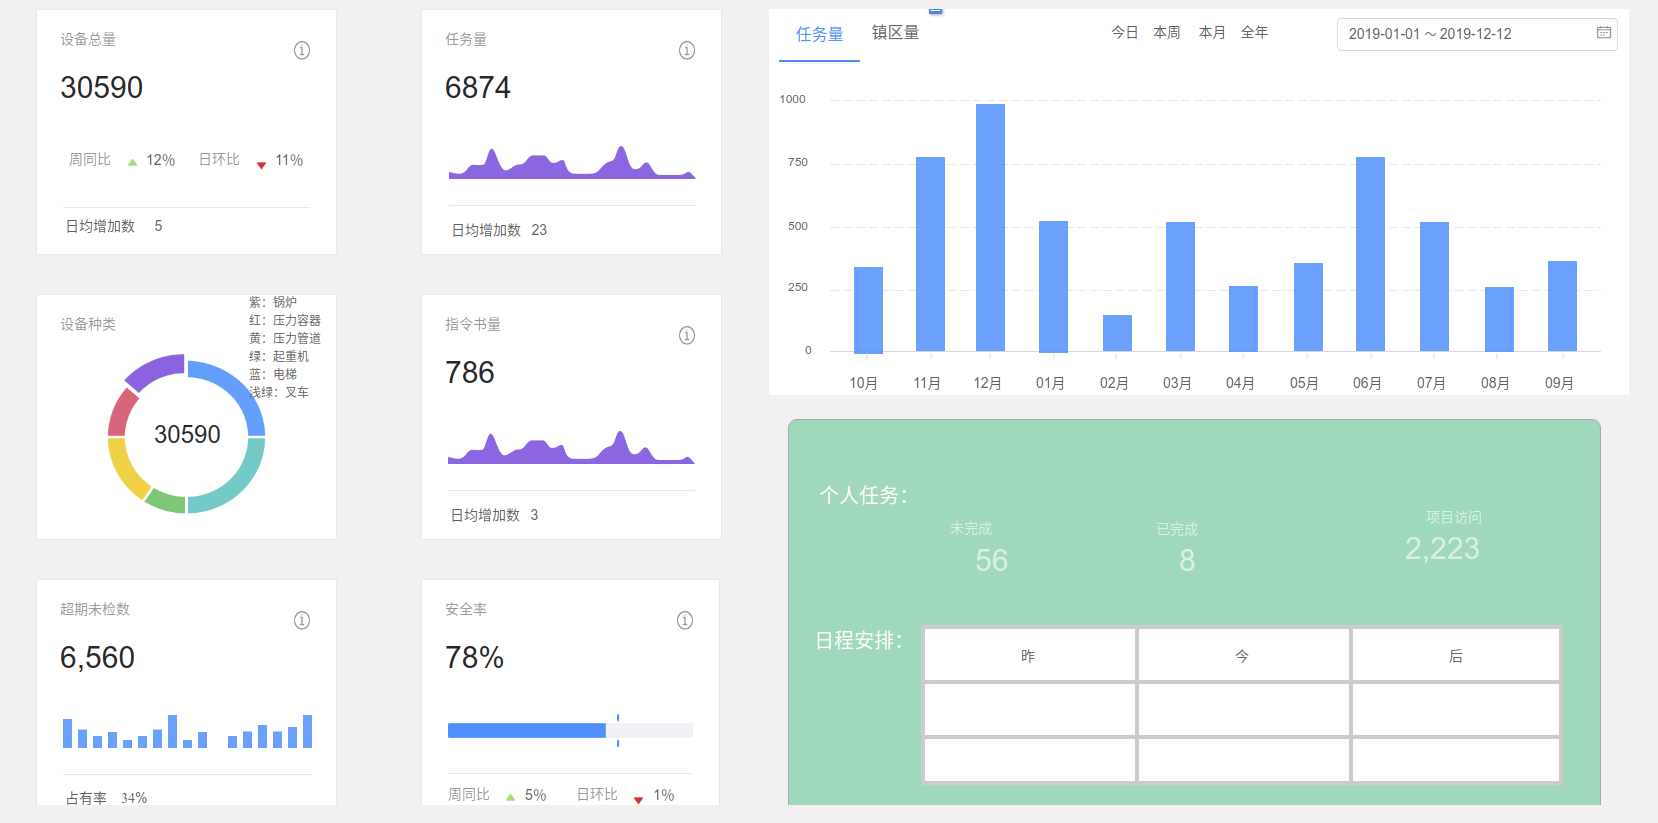 设备总量
30590
周同比 12% 日环比 11%
日均增加数 5
任务量
6874
日均增加数 23
设备种类
紫：锅炉
红：压力容器
黄：压力管道
绿：起重机
蓝：电梯
浅绿：叉车
30590
指令书量
786
日均增加数 3
超期未检数
6,560
占有率 34%
安全率
78%
周同比 5% 日环比 1%
任务量 镇区量 今日 本周 本月 全年 2019-01-01 ～ 2019-12-12
1000
750
500
250
0
10月 11月 12月 01月 02月 03月 04月 05月 06月 07月 08月 09月
个人任务：
未完成 已完成 项目访问
56 8 2,223
日程安排：
昨 今 后